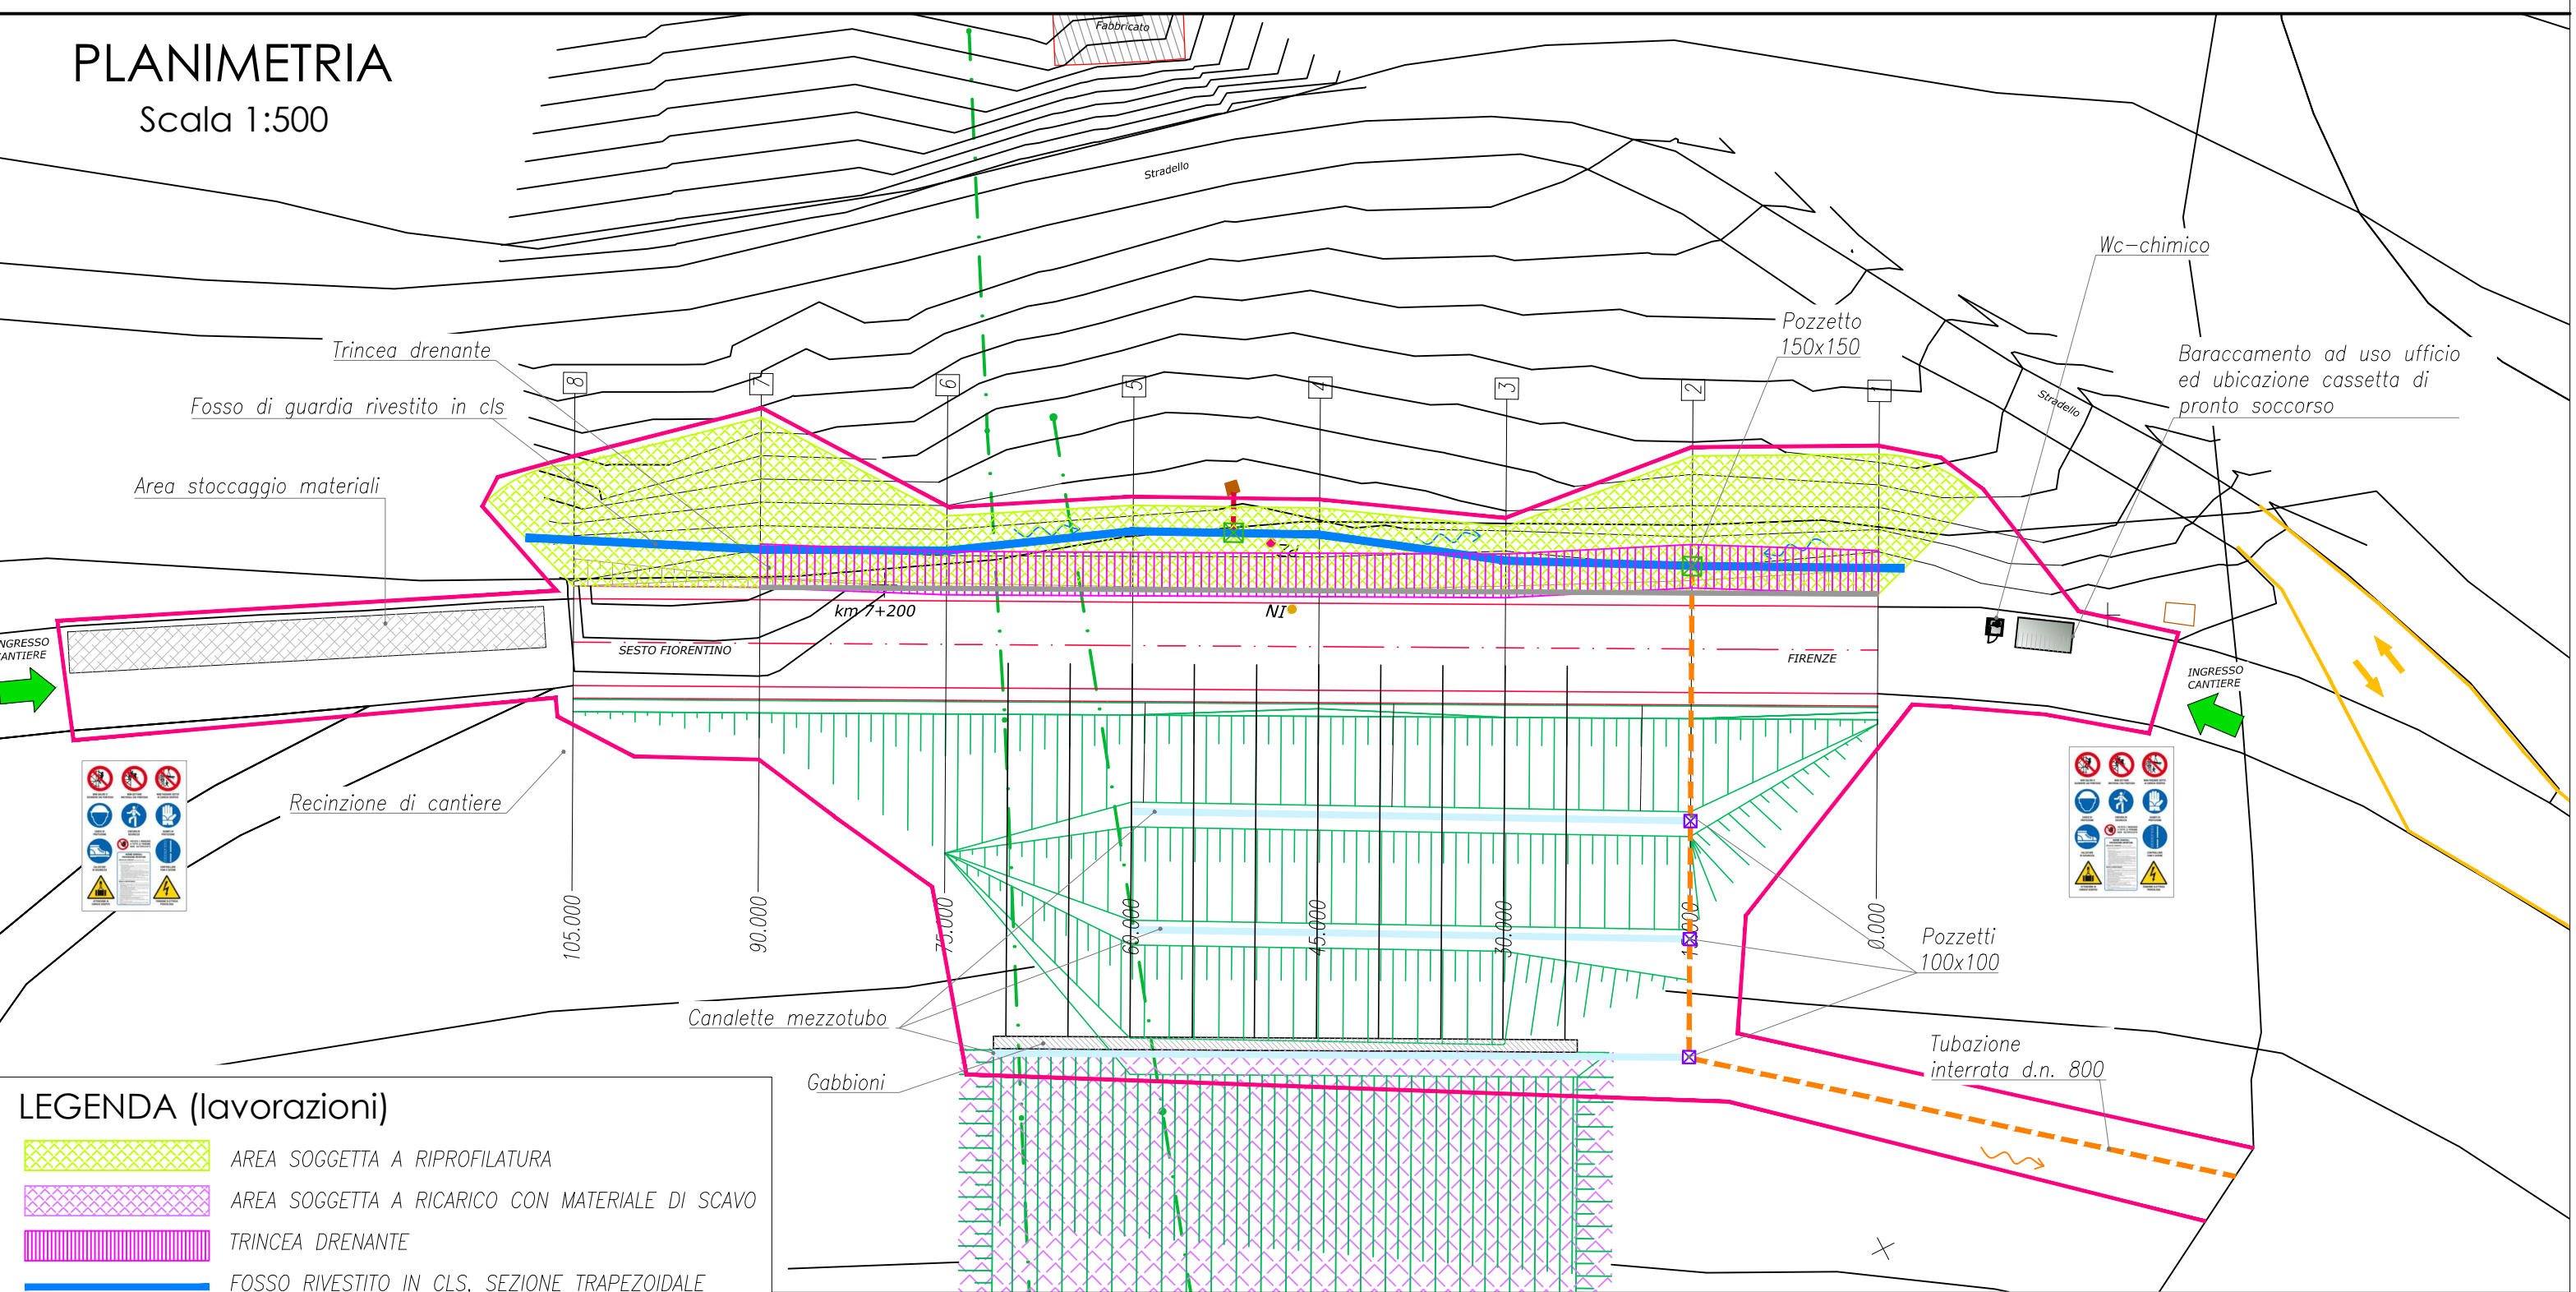 PLANIMETRIA
Scala 1:500
Fabbricato
Stradello
Wc-chimico
Pozzetto
150x150
Trincea drenante
Baraccamento ad uso ufficio
ed ubicazione cassetta di
pronto soccorso
Stradello
Fosso di guardia rivestito in cls
8
7
6
5
4
3
2
1
Area stoccaggio materiali
km 7+200
NI
INGRESSO
CANTIERE
SESTO FIORENTINO
FIRENZE
INGRESSO
CANTIERE
Recinzione di cantiere
105.000
90.000
75.000
60.000
45.000
30.000
0.000
Pozzetti
100x100
Canalette mezzotubo
Gabbioni
Tubazione
interrata d.n. 800
LEGENDA (lavorazioni)
AREA SOGGETTA A RIPROFILATURA
AREA SOGGETTA A RICARICO CON MATERIALE DI SCAVO
TRINCEA DRENANTE
FOSSO RIVESTITO IN CLS, SEZIONE TRAPEZOIDALE